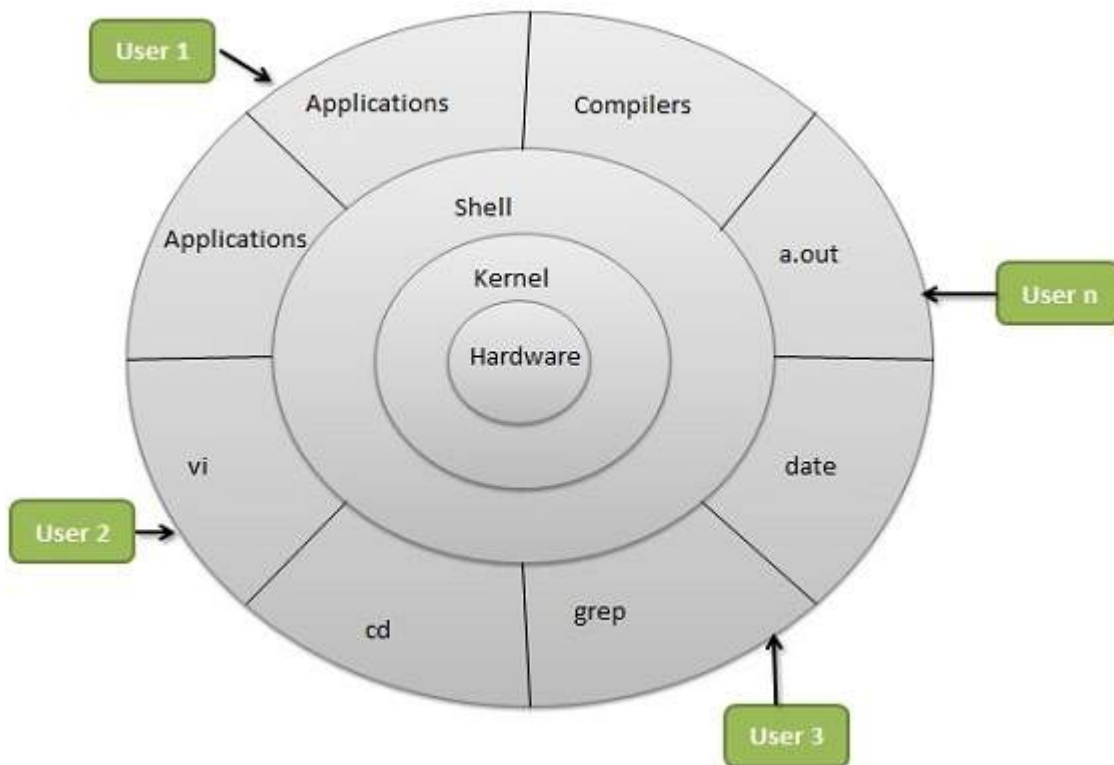 User 1
Applications
Compilers
Shell
Applications
a.out
Kernel
User n
Hardware
vi
date
User 2
grep
cd
User 3